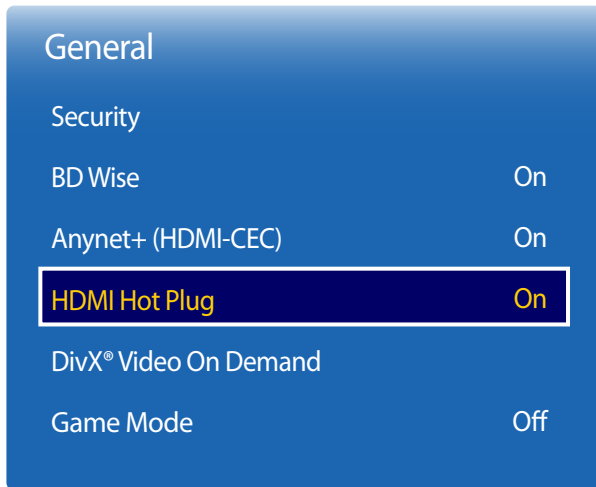 General
Security
BD Wise On
Anynet+ (HDMI-CEC) On
HDMI Hot Plug On
DivX® Video On Demand
Game Mode Off